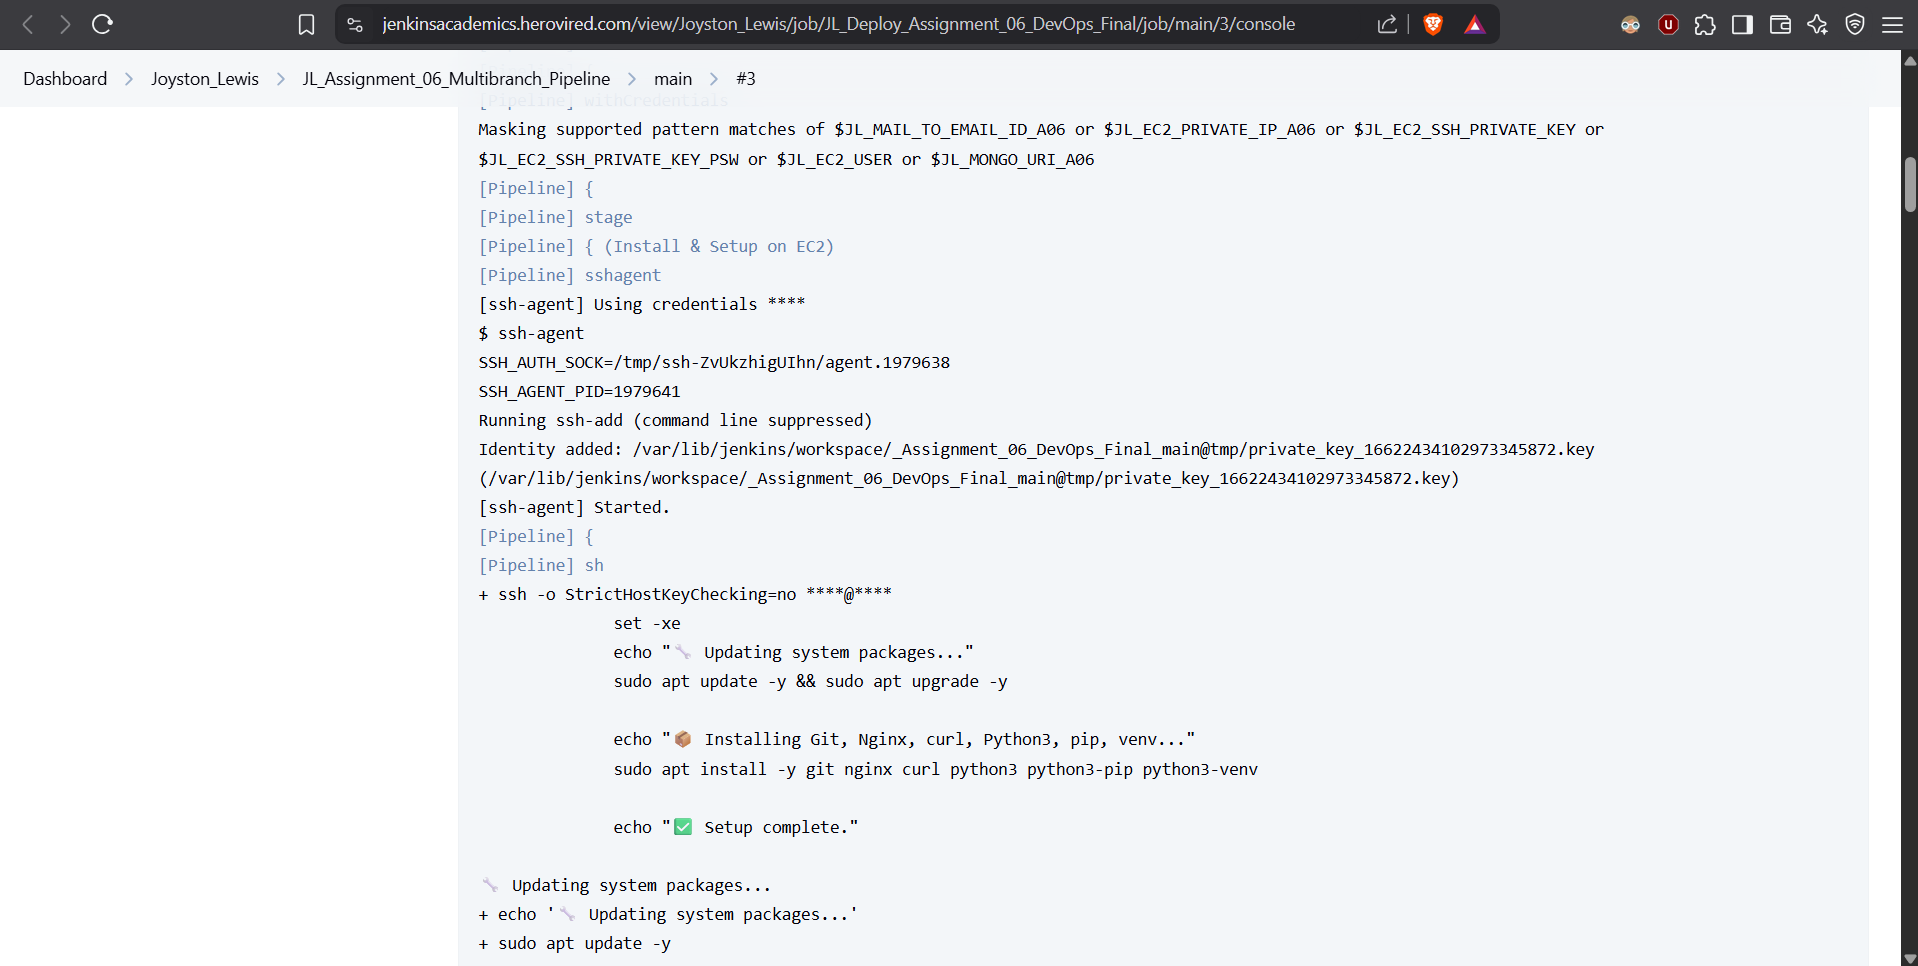 jenkinsacademics.herovired.com/view/Joyston_Lewis/job/JL_Deploy_Assignment_06_DevOps_Final/job/main/3/console
Dashboard > Joyston_Lewis > JL_Assignment_06_Multibranch_Pipeline > main > #3
[Pipeline] withCredentials
Masking supported pattern matches of $JL_MAIL_TO_EMAIL_ID_A06 or $JL_EC2_PRIVATE_IP_A06 or $JL_EC2_SSH_PRIVATE_KEY or
$JL_EC2_SSH_PRIVATE_KEY_PSW or $JL_EC2_USER or $JL_MONGO_URI_A06
[Pipeline] {
[Pipeline] stage
[Pipeline] { (Install & Setup on EC2)
[Pipeline] sshagent
[ssh-agent] Using credentials ****
$ ssh-agent
SSH_AUTH_SOCK=/tmp/ssh-ZvUkzhigUIhn/agent.1979638
SSH_AGENT_PID=1979641
Running ssh-add (command line suppressed)
Identity added: /var/lib/jenkins/workspace/_Assignment_06_DevOps_Final_main@tmp/private_key_16622434102973345872.key
(/var/lib/jenkins/workspace/_Assignment_06_DevOps_Final_main@tmp/private_key_16622434102973345872.key)
[ssh-agent] Started.
[Pipeline] {
[Pipeline] sh
+ ssh -o StrictHostKeyChecking=no ****@****
set -xe
echo "🔧 Updating system packages..."
sudo apt update -y && sudo apt upgrade -y
echo "📦 Installing Git, Nginx, curl, Python3, pip, venv..."
sudo apt install -y git nginx curl python3 python3-pip python3-venv
echo "✅ Setup complete."
🔧 Updating system packages...
+ echo '🔧 Updating system packages...'
+ sudo apt update -y